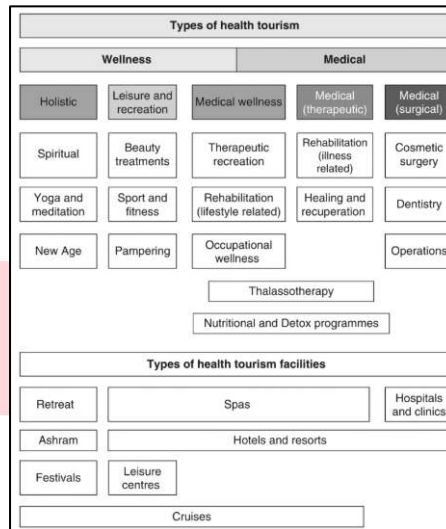 Types of health tourism
Wellness
Medical
Holistic
Leisure and
recreation
Medical wellness
Medical
(therapeutic)
Medical
(surgical)
Spiritual
Beauty
treatments
Therapeutic
recreation
Rehabilitation
(illness
related)
Cosmetic
surgery
Yoga and
meditation
Sport and
fitness
Rehabilitation
(lifestyle related)
Healing and
recuperation
Dentistry
New Age
Pampering
Occupational
wellness
Operations
Thalassotherapy
Nutritional and Detox programmes
Types of health tourism facilities
Retreat
Spas
Hospitals
and clinics
Ashram
Hotels and resorts
Festivals
Leisure
centres
Cruises